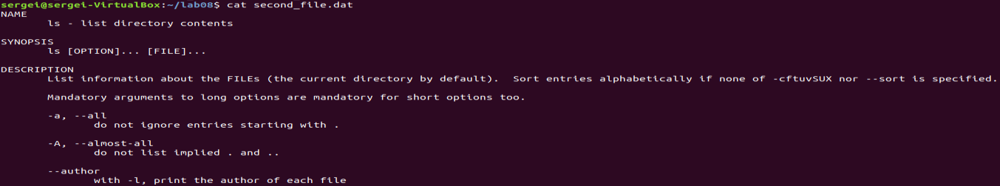 sergei@sergei-VirtualBox:~/lab08$ cat second_file.dat
NAME
ls - list directory contents
SYNOPSIS
ls [OPTION]... [FILE]...
DESCRIPTION
List information about the FILEs (the current directory by default).  Sort entries alphabetically if none of -cftuvSUX nor --sort is specified.
Mandatory arguments to long options are mandatory for short options too.
-a, --all
do not ignore entries starting with .
-A, --almost-all
do not list implied . and ..
--author
with -l, print the author of each file